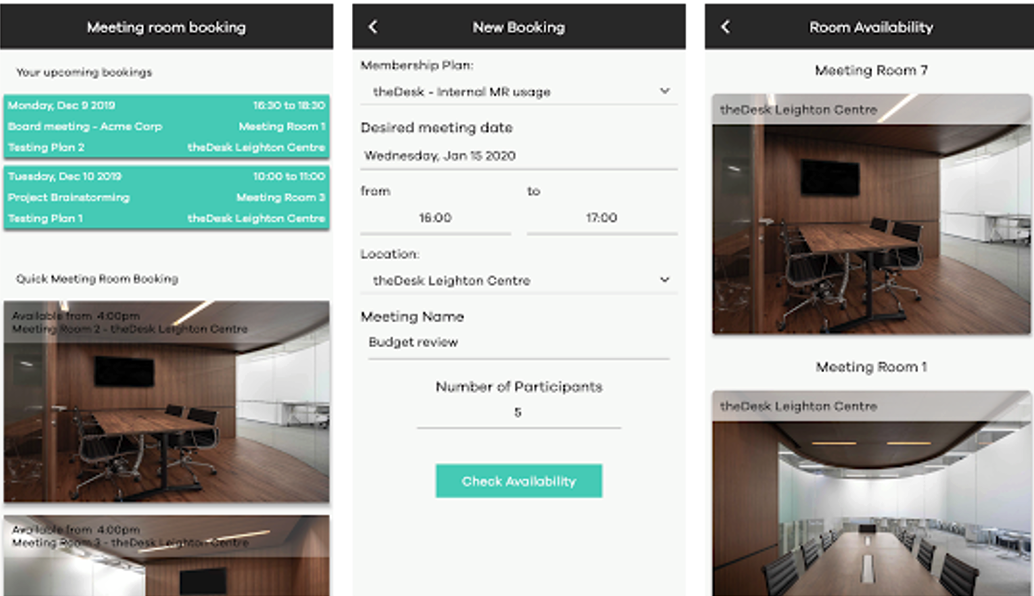 Meeting room booking
Your upcoming bookings
Monday, Dec 9 2019 16:30 to 18:30
Board meeting - Acme Corp Meeting Room 1
Testing Plan 2 theDesk Leighton Centre
Tuesday, Dec 10 2019 10:00 to 11:00
Project Brainstorming Meeting Room 3
Testing Plan 1 theDesk Leighton Centre
Quick Meeting Room Booking
Available from 4:00pm
Meeting Room 2 - theDesk Leighton Centre
Available from 4:00pm
Meeting Room 3 - theDesk Leighton Centre
New Booking
Membership Plan:
theDesk - Internal MR usage
Desired meeting date
Wednesday, Jan 15 2020
from to
16:00 17:00
Location:
theDesk Leighton Centre
Meeting Name
Budget review
Number of Participants
5
Check Availability
Room Availability
Meeting Room 7
theDesk Leighton Centre
Meeting Room 1
theDesk Leighton Centre